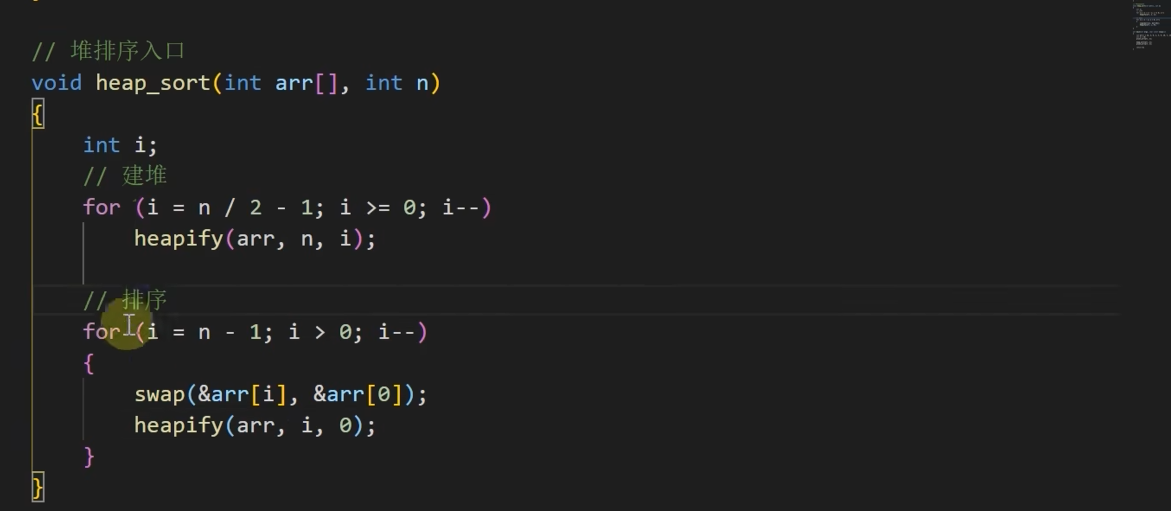 // 堆排序入口
void heap_sort(int arr[], int n)
{
    int i;
    // 建堆
    for (i = n / 2 - 1; i >= 0; i--)
        heapify(arr, n, i);

    // 排序
    for (i = n - 1; i > 0; i--)
    {
        swap(&arr[i], &arr[0]);
        heapify(arr, i, 0);
    }
}